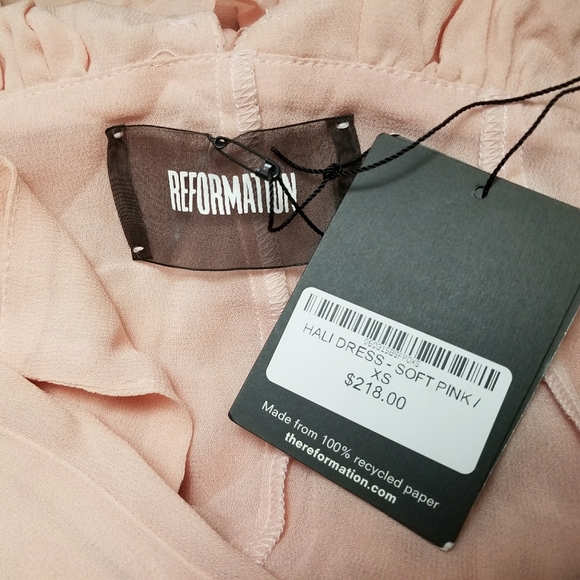 REFORMATION
HALI DRESS - SOFT PINK /
XS
$218.00
Made from 100% recycled paper
thereformation.com